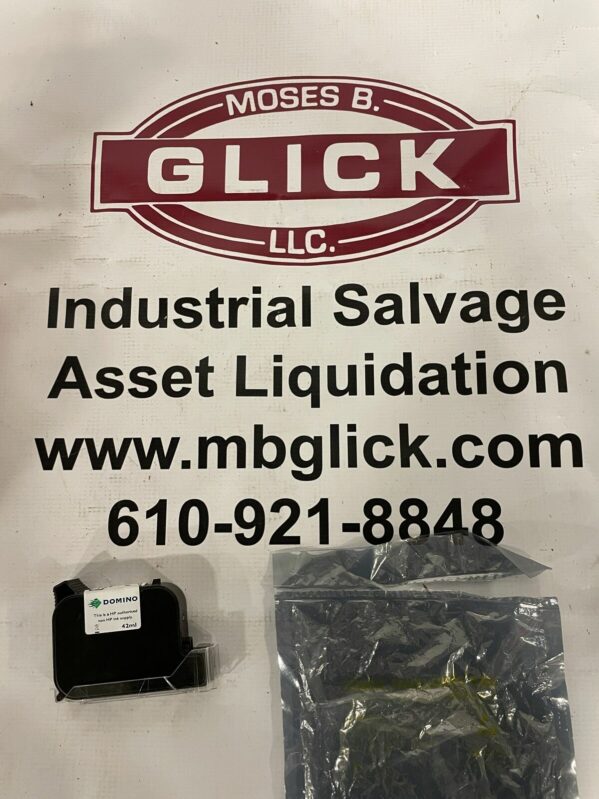 MOSES B.
GLICK
LLC.
Industrial Salvage
Asset Liquidation
www.mbglick.com
610-921-8848
DOMINO
This is a HP authorised
non HP ink supply.
42ml